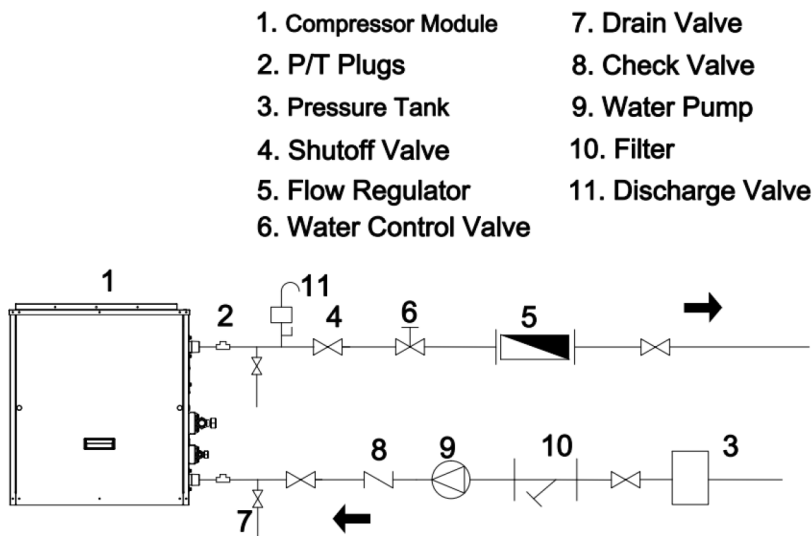 1. Compressor Module
2. P/T Plugs
3. Pressure Tank
4. Shutoff Valve
5. Flow Regulator
6. Water Control Valve
7. Drain Valve
8. Check Valve
9. Water Pump
10. Filter
11. Discharge Valve
1
2
11
4
6
5
8
9
10
3
7